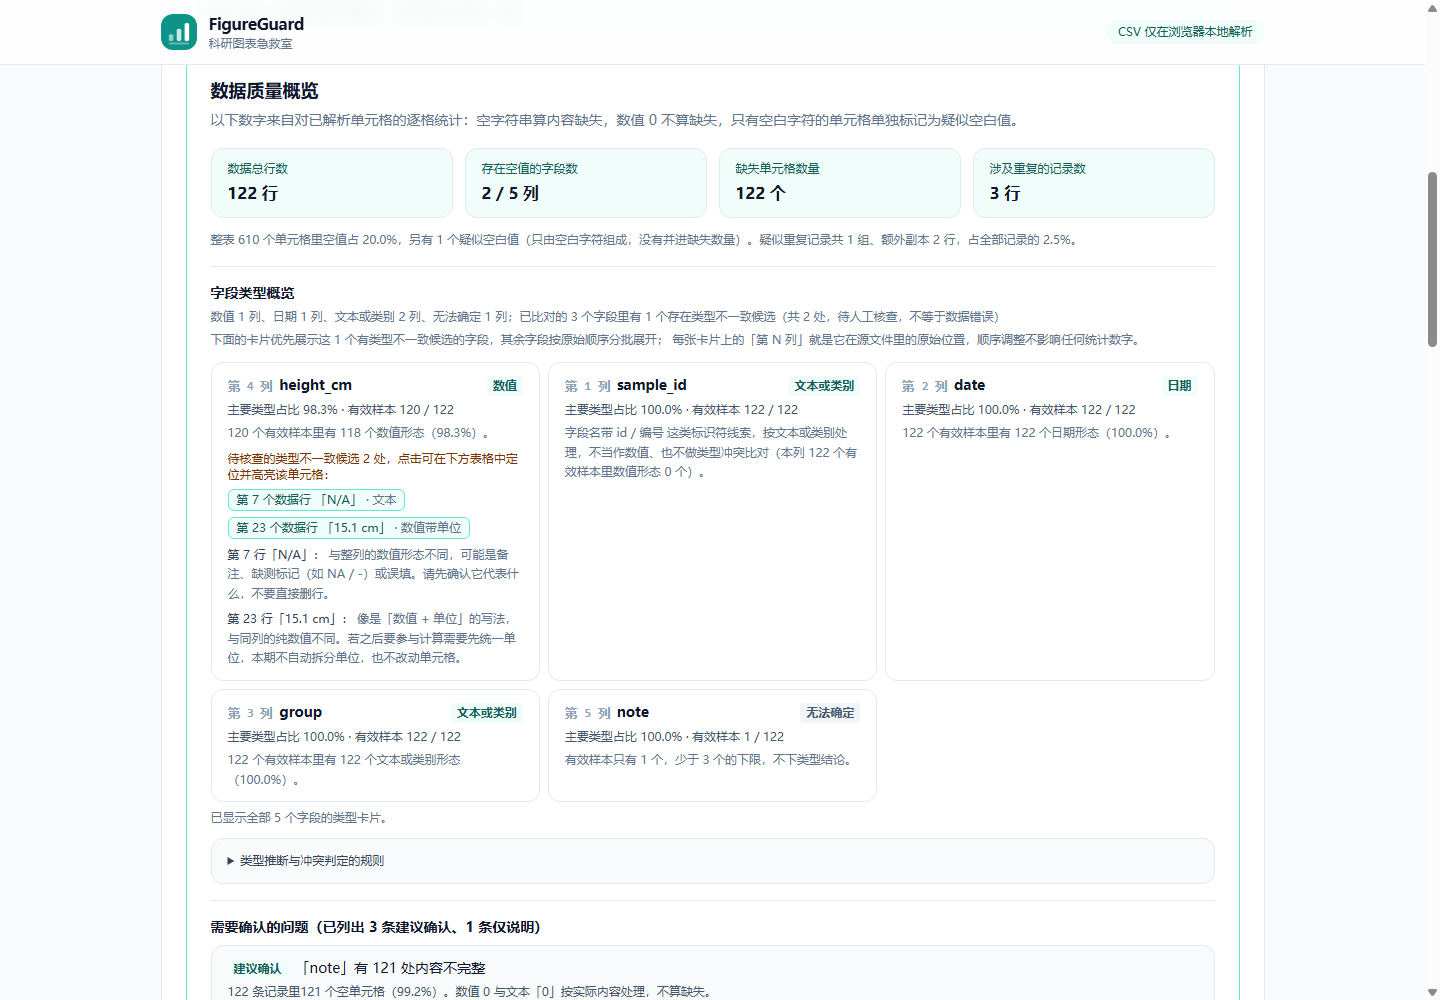 FigureGuard
科研图表急救室
CSV 仅在浏览器本地解析
数据质量概览
以下数字来自对已解析单元格的逐格统计：空字符串算内容缺失，数值 0 不算缺失，只有空白字符的单元格单独标记为疑似空白值。
数据总行数
122 行
存在空值的字段数
2 / 5 列
缺失单元格数量
122 个
涉及重复的记录数
3 行
整表 610 个单元格里空值占 20.0%，另有 1 个疑似空白值（只由空白字符组成，没有并进缺失数量）。疑似重复记录共 1 组、额外副本 2 行，占全部记录的 2.5%。
字段类型概览
数值 1 列、日期 1 列、文本或类别 2 列、无法确定 1 列；已比对的 3 个字段里有 1 个存在类型不一致候选（共 2 处，待人工核查，不等于数据错误）
下面的卡片优先展示这 1 个有类型不一致候选的字段，其余字段按原始顺序分批展开； 每张卡片上的「第 N 列」就是它在源文件里的原始位置，顺序调整不影响任何统计数字。
第 4 列 height_cm 数值
主要类型占比 98.3% · 有效样本 120 / 122
120 个有效样本里有 118 个数值形态（98.3%）。
待核查的类型不一致候选 2 处，点击可在下方表格中定
位并高亮该单元格：
第 7 个数据行 「N/A」 · 文本
第 23 个数据行 「15.1 cm」 · 数值带单位
第 7 行「N/A」： 与整列的数值形态不同，可能是备
注、缺测标记（如 NA / -）或误填。请先确认它代表什
么，不要直接删行。
第 23 行「15.1 cm」： 像是「数值 + 单位」的写法，
与同列的纯数值不同。若之后要参与计算需要先统一单
位，本期不自动拆分单位，也不改动单元格。
第 1 列 sample_id 文本或类别
主要类型占比 100.0% · 有效样本 122 / 122
字段名带 id / 编号 这类标识符线索，按文本或类别处
理，不当作数值、也不做类型冲突比对（本列 122 个有
效样本里数值形态 0 个）。
第 2 列 date 日期
主要类型占比 100.0% · 有效样本 122 / 122
122 个有效样本里有 122 个日期形态（100.0%）。
第 3 列 group 文本或类别
主要类型占比 100.0% · 有效样本 122 / 122
122 个有效样本里有 122 个文本或类别形态
（100.0%）。
第 5 列 note 无法确定
主要类型占比 100.0% · 有效样本 1 / 122
有效样本只有 1 个，少于 3 个的下限，不下类型结论。
已显示全部 5 个字段的类型卡片。
▶ 类型推断与冲突判定的规则
需要确认的问题（已列出 3 条建议确认、1 条仅说明）
建议确认 「note」有 121 处内容不完整
122 条记录里121 个空单元格（99.2%）。数值 0 与文本「0」按实际内容处理，不算缺失。